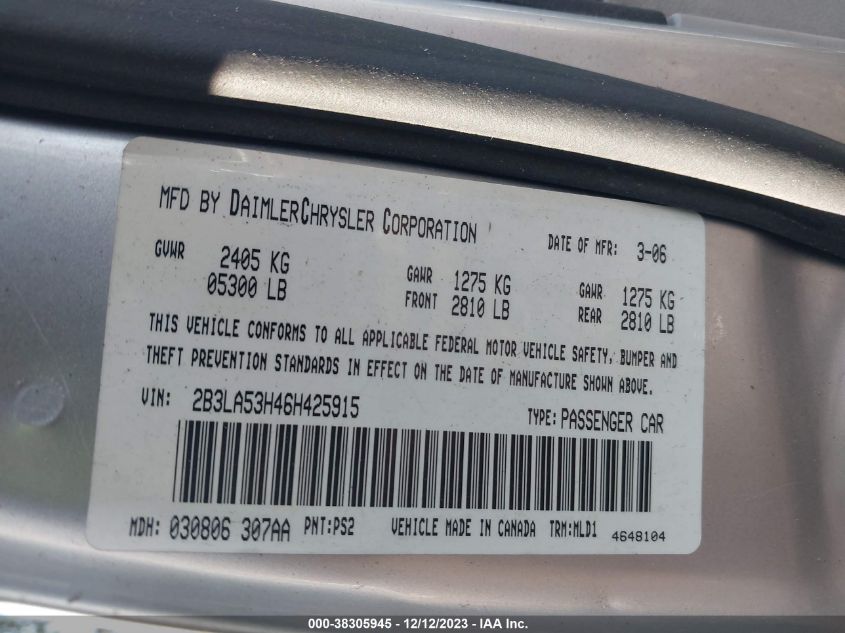 MFD BY DAIMLERCHRYSLER CORPORATION DATE OF MFR: 3-06
GVWR 2405 KG GAWR 1275 KG GAWR 1275 KG
05300 LB FRONT 2810 LB REAR 2810 LB
THIS VEHICLE CONFORMS TO ALL APPLICABLE FEDERAL MOTOR VEHICLE SAFETY, BUMPER AND
THEFT PREVENTION STANDARDS IN EFFECT ON THE DATE OF MANUFACTURE SHOWN ABOVE.
VIN: 2B3LA53H46H425915 TYPE: PASSENGER CAR
MDH: 030806 307AA PNT:PS2 VEHICLE MADE IN CANADA TRM:MLD1 4648104
000-38305945 - 12/12/2023 - IAA Inc.